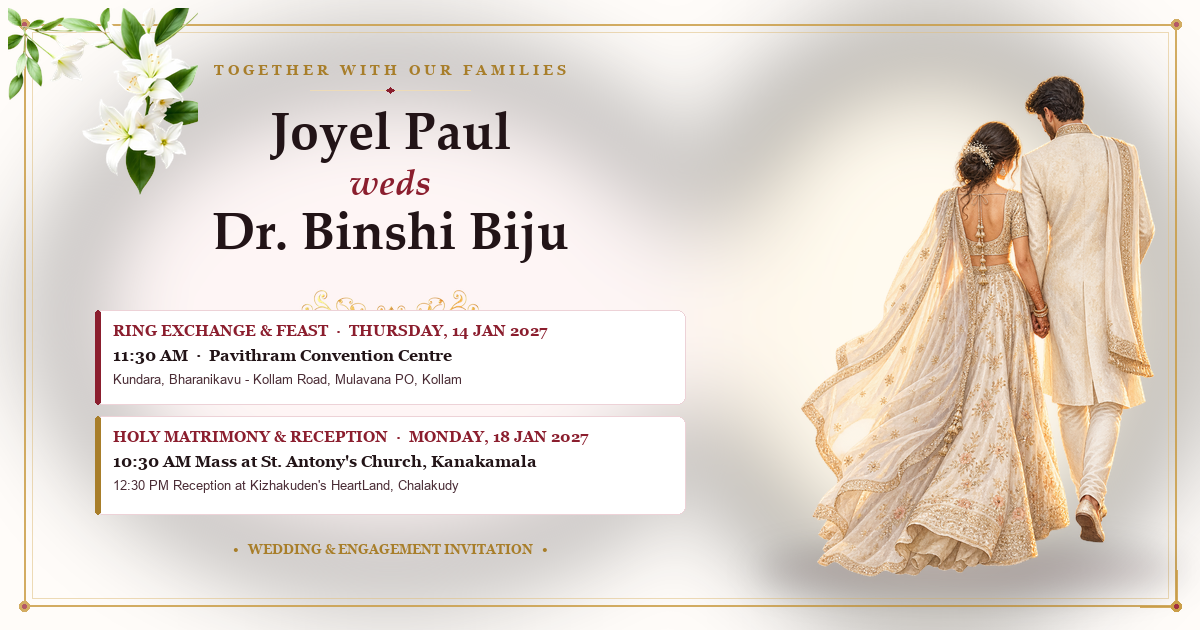 TOGETHER WITH OUR FAMILIES
Joyel Paul
weds
Dr. Binshi Biju
RING EXCHANGE & FEAST · THURSDAY, 14 JAN 2027
11:30 AM · Pavithram Convention Centre
Kundara, Bharanikavu - Kollam Road, Mulavana PO, Kollam
HOLY MATRIMONY & RECEPTION · MONDAY, 18 JAN 2027
10:30 AM Mass at St. Antony's Church, Kanakamala
12:30 PM Reception at Kizhakuden's HeartLand, Chalakudy
• WEDDING & ENGAGEMENT INVITATION •